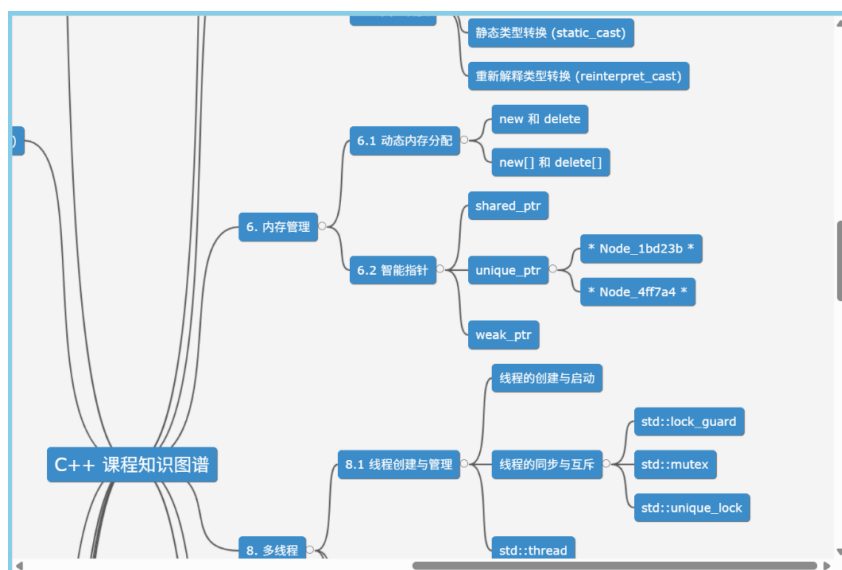 静态类型转换 (static_cast)
重新解释类型转换 (reinterpret_cast)
new 和 delete
6.1 动态内存分配
new[] 和 delete[]
shared_ptr
6. 内存管理
* Node_1bd23b *
6.2 智能指针
unique_ptr
* Node_4ff7a4 *
weak_ptr
线程的创建与启动
std::lock_guard
C++ 课程知识图谱
8.1 线程创建与管理
线程的同步与互斥
std::mutex
std::unique_lock
8. 多线程
std::thread